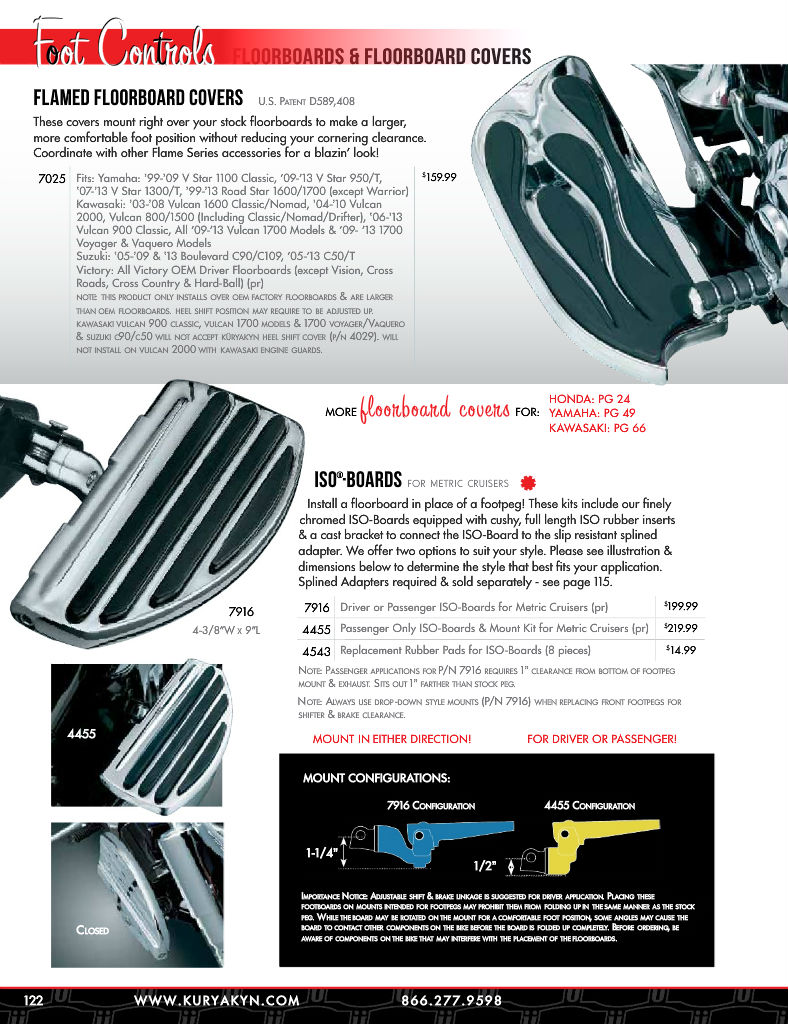 Foot Controls FLOORBOARDS & FLOORBOARD COVERS
FLAMED FLOORBOARD COVERS U.S. PATENT D589,408
These covers mount right over your stock floorboards to make a larger,
more comfortable foot position without reducing your cornering clearance.
Coordinate with other Flame Series accessories for a blazin' look!
7025 Fits: Yamaha: '99-'09 V Star 1100 Classic, '09-'13 V Star 950/T, $159.99
'07-'13 V Star 1300/T, '99-'13 Road Star 1600/1700 (except Warrior)
Kawasaki: '03-'08 Vulcan 1600 Classic/Nomad, '04-'10 Vulcan
2000, Vulcan 800/1500 (Including Classic/Nomad/Drifter), '06-'13
Vulcan 900 Classic, All '09-'13 Vulcan 1700 Models & '09- '13 1700
Voyager & Vaquero Models
Suzuki: '05-'09 & '13 Boulevard C90/C109, '05-'13 C50/T
Victory: All Victory OEM Driver Floorboards (except Vision, Cross
Roads, Cross Country & Hard-Ball) (pr)
NOTE: THIS PRODUCT ONLY INSTALLS OVER OEM FACTORY FLOORBOARDS & ARE LARGER
THAN OEM FLOORBOARDS. HEEL SHIFT POSITION MAY REQUIRE TO BE ADJUSTED UP.
KAWASAKI VULCAN 900 CLASSIC, VULCAN 1700 MODELS & 1700 VOYAGER/VAQUERO
& SUZUKI C90/C50 WILL NOT ACCEPT KÜRYAKYN HEEL SHIFT COVER (P/N 4029). WILL
NOT INSTALL ON VULCAN 2000 WITH KAWASAKI ENGINE GUARDS.
MORE floorboard covers FOR:
HONDA: PG 24
YAMAHA: PG 49
KAWASAKI: PG 66
ISO®-BOARDS FOR METRIC CRUISERS
Install a floorboard in place of a footpeg! These kits include our finely
chromed ISO-Boards equipped with cushy, full length ISO rubber inserts
& a cast bracket to connect the ISO-Board to the slip resistant splined
adapter. We offer two options to suit your style. Please see illustration &
dimensions below to determine the style that best fits your application.
Splined Adapters required & sold separately - see page 115.
7916
4-3/8"W x 9"L
7916 Driver or Passenger ISO-Boards for Metric Cruisers (pr) $199.99
4455 Passenger Only ISO-Boards & Mount Kit for Metric Cruisers (pr) $219.99
4543 Replacement Rubber Pads for ISO-Boards (8 pieces) $14.99
NOTE: PASSENGER APPLICATIONS FOR P/N 7916 REQUIRES 1" CLEARANCE FROM BOTTOM OF FOOTPEG
MOUNT & EXHAUST. SITS OUT 1" FARTHER THAN STOCK PEG.
NOTE: ALWAYS USE DROP-DOWN STYLE MOUNTS (P/N 7916) WHEN REPLACING FRONT FOOTPEGS FOR
SHIFTER & BRAKE CLEARANCE.
4455
MOUNT IN EITHER DIRECTION! FOR DRIVER OR PASSENGER!
MOUNT CONFIGURATIONS:
7916 CONFIGURATION 4455 CONFIGURATION
1-1/4"
1/2"
CLOSED
IMPORTANCE NOTICE: ADJUSTABLE SHIFT & BRAKE LINKAGE IS SUGGESTED FOR DRIVER APPLICATION. PLACING THESE
FOOTBOARDS ON MOUNTS INTENDED FOR FOOTPEGS MAY PROHIBIT THEM FROM FOLDING UP IN THE SAME MANNER AS THE STOCK
PEG. WHILE THE BOARD MAY BE ROTATED ON THE MOUNT FOR A COMFORTABLE FOOT POSITION, SOME ANGLES MAY CAUSE THE
BOARD TO CONTACT OTHER COMPONENTS ON THE BIKE BEFORE THE BOARD IS FOLDED UP COMPLETELY. BEFORE ORDERING, BE
AWARE OF COMPONENTS ON THE BIKE THAT MAY INTERFERE WITH THE PLACEMENT OF THE FLOORBOARDS.
122 WWW.KURYAKYN.COM 866.277.9598